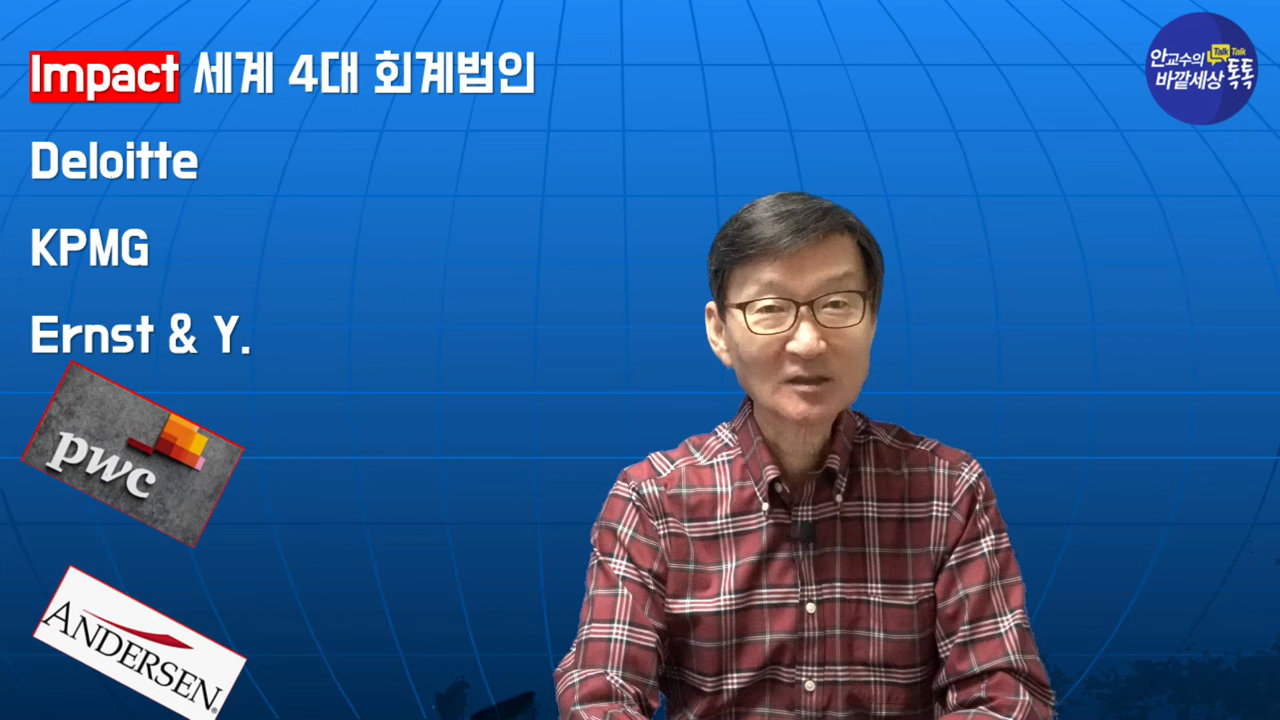 Impact 세계 4대 회계법인
안교수의 Talk Talk
바깥세상 톡톡
Deloitte
KPMG
Ernst & Y.
pwc
ANDERSEN®